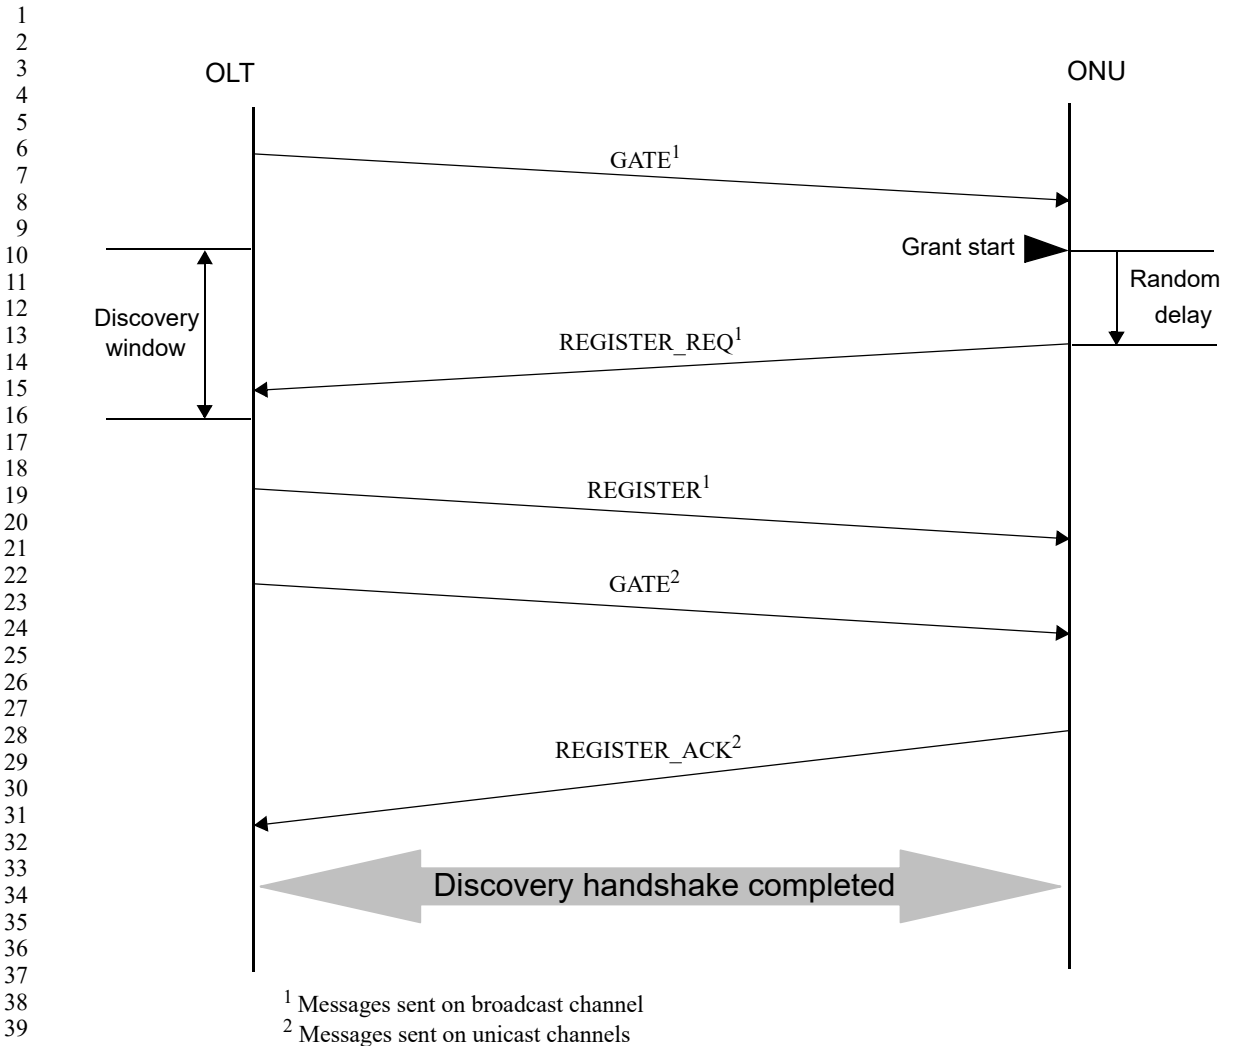 1
2
3
OLT ONU
4
5
6
GATE¹
7
8
9
Grant start
10
11
Random
12
delay
Discovery
13
window
REGISTER_REQ¹
14
15
16
17
18
19
REGISTER¹
20
21
22
GATE²
23
24
25
26
27
28
REGISTER_ACK²
29
30
31
32
33
Discovery handshake completed
34
35
36
37
38
¹ Messages sent on broadcast channel
39
² Messages sent on unicast channels